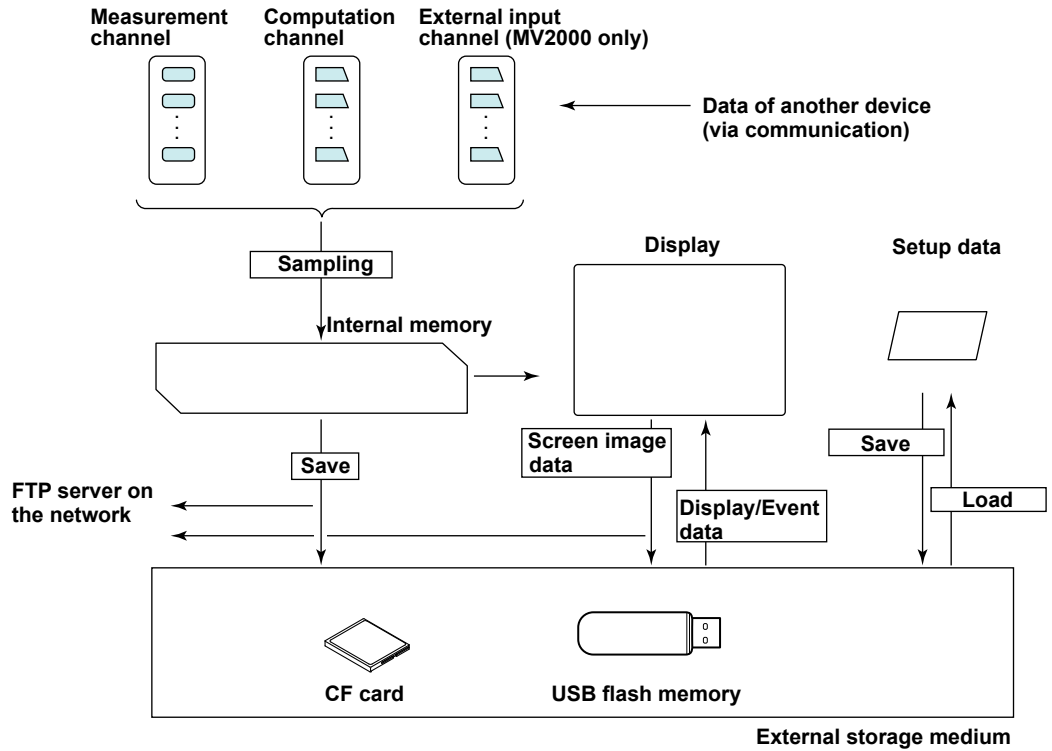 Measurement
channel
Computation
channel
External input
channel (MV2000 only)
Data of another device
(via communication)
Sampling
Display
Setup data
Internal memory
Screen image
data
Save
Save
FTP server on
the network
Display/Event
data
Load
CF card
USB flash memory
External storage medium